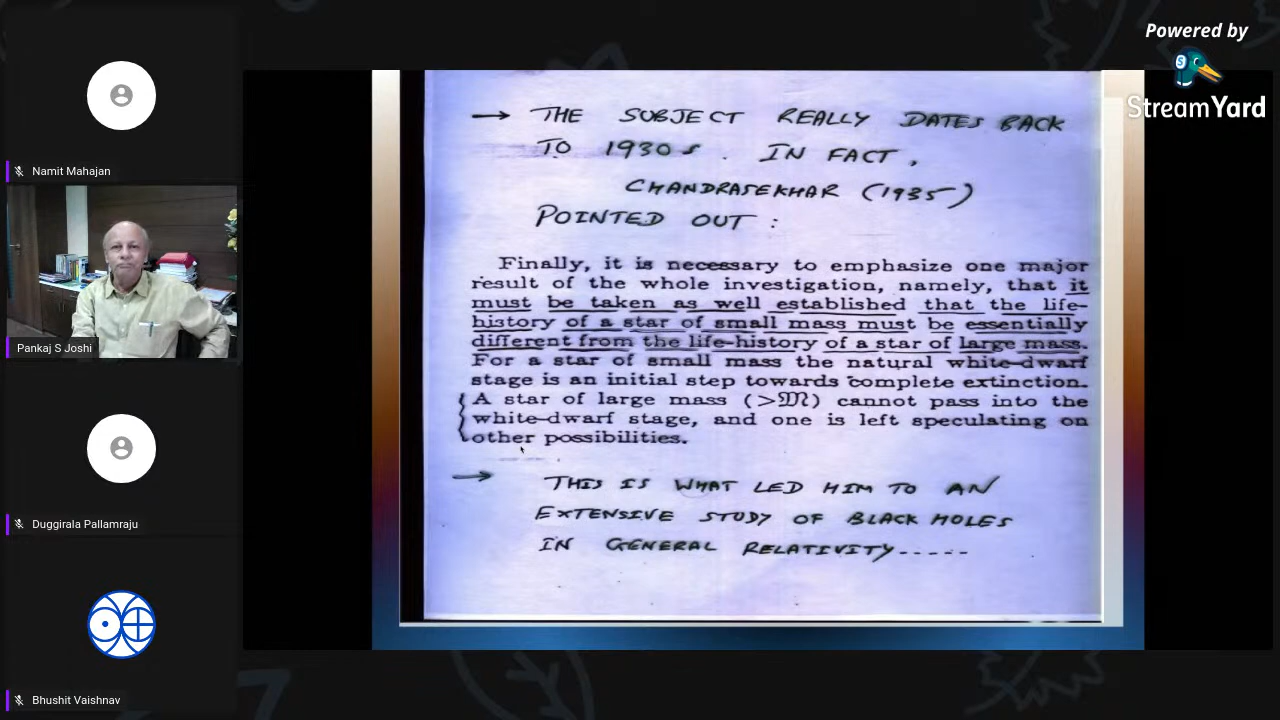 Powered by
StreamYard
Namit Mahajan
Pankaj S Joshi
Duggirala Pallamraju
Bhushit Vaishnav
→ THE SUBJECT REALLY DATES BACK
TO 1930s. IN FACT,
CHANDRASEKHAR (1935)
POINTED OUT :
Finally, it is necessary to emphasize one major
result of the whole investigation, namely, that it
must be taken as well established that the life-
history of a star of small mass must be essentially
different from the life-history of a star of large mass.
For a star of small mass the natural white-dwarf
stage is an initial step towards complete extinction.
A star of large mass (>𝔐) cannot pass into the
white-dwarf stage, and one is left speculating on
other possibilities.
→ THIS IS WHAT LED HIM TO AN
EXTENSIVE STUDY OF BLACK HOLES
IN GENERAL RELATIVITY-----